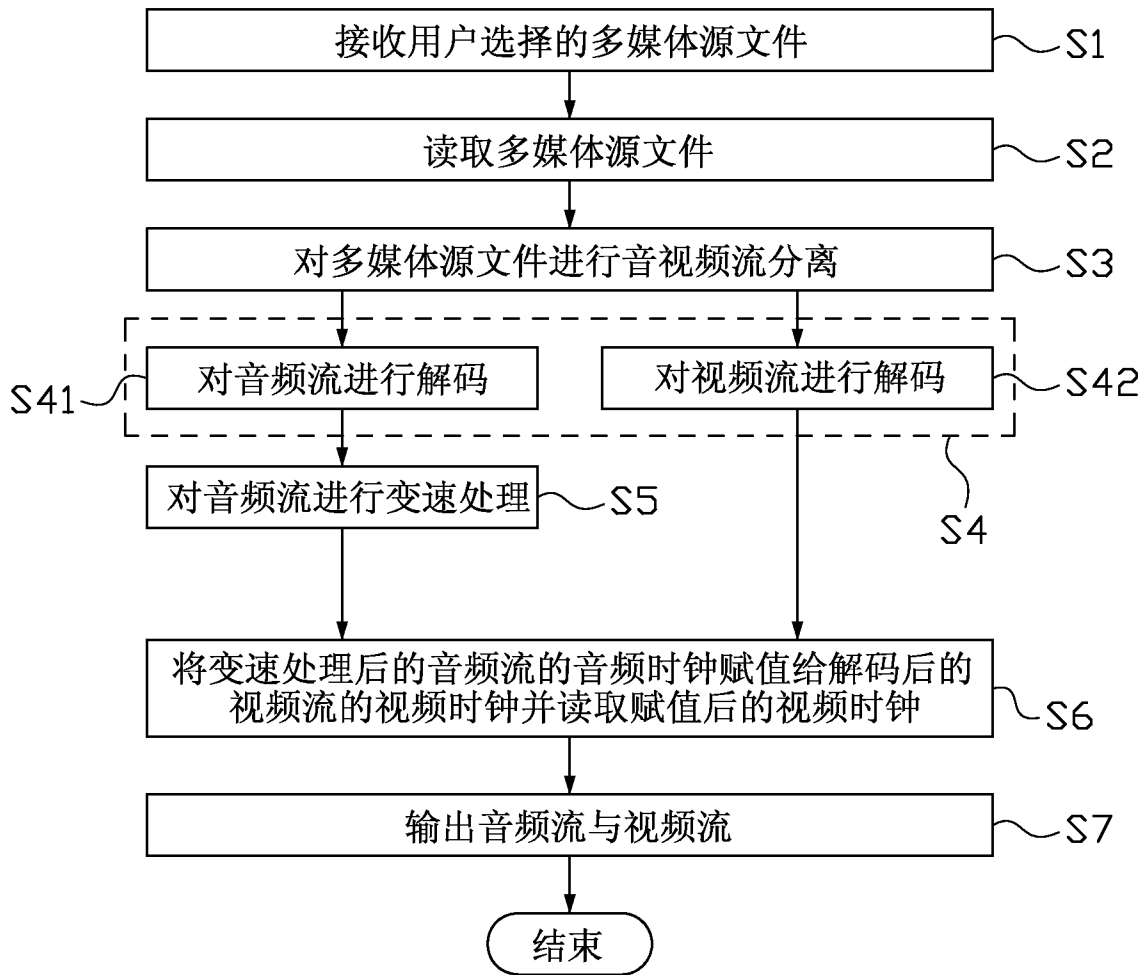 接收用户选择的多媒体源文件
S1
读取多媒体源文件
S2
对多媒体源文件进行音视频流分离
S3
S41
对音频流进行解码
对视频流进行解码
S42
对音频流进行变速处理
S5
S4
将变速处理后的音频流的音频时钟赋值给解码后的
视频流的视频时钟并读取赋值后的视频时钟
S6
输出音频流与视频流
S7
结束